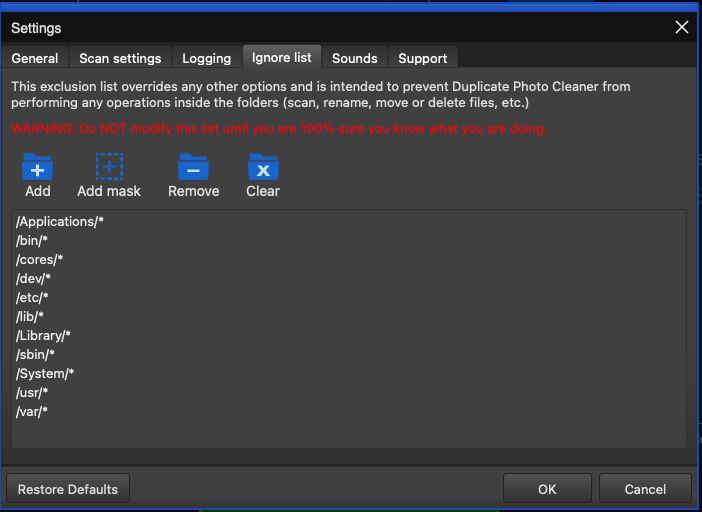 Settings
General Scan settings Logging Ignore list Sounds Support
This exclusion list overrides any other options and is intended to prevent Duplicate Photo Cleaner from
performing any operations inside the folders (scan, rename, move or delete files, etc.)
WARNING: Do NOT modify this list until you are 100% sure you know what you are doing.
Add Add mask Remove Clear
/Applications/*
/bin/*
/cores/*
/dev/*
/etc/*
/lib/*
/Library/*
/sbin/*
/System/*
/usr/*
/var/*
Restore Defaults OK Cancel